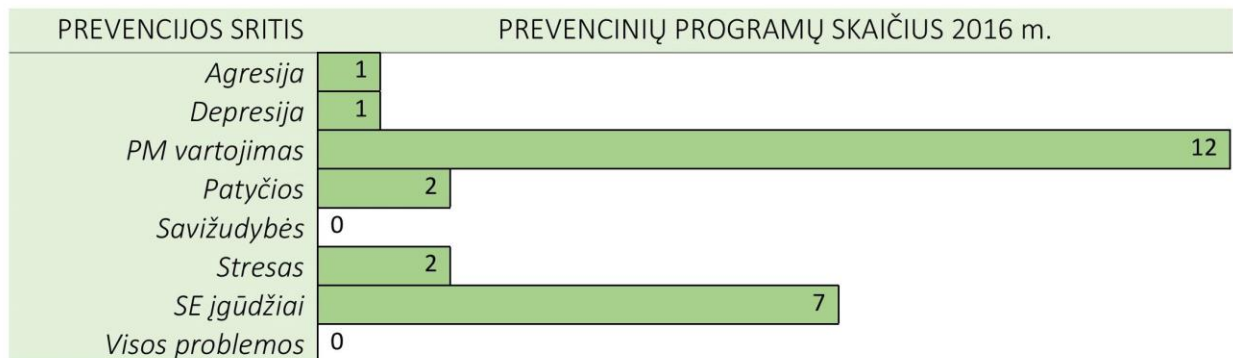 PREVENCIJOS SRITIS PREVENCINIŲ PROGRAMŲ SKAIČIUS 2016 m.
Agresija 1
Depresija 1
PM vartojimas 12
Patyčios 2
Savižudybės 0
Stresas 2
SE įgūdžiai 7
Visos problemos 0